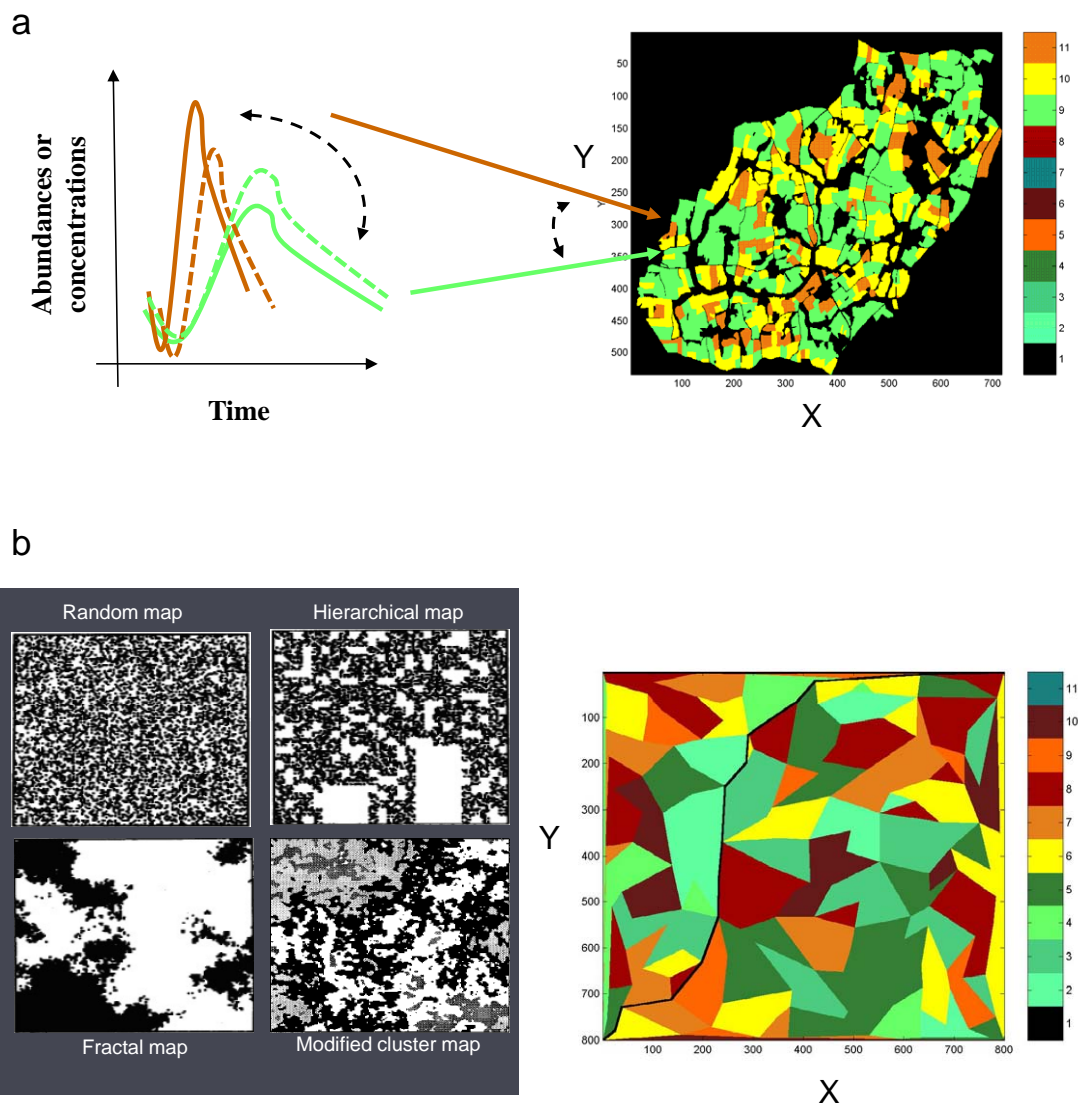 a
Abundances or
concentrations
Time
Y
Y
50
100
150
200
250
300
350
400
450
500
100 200 300 400 500 600 700
X
11
10
9
8
7
6
5
4
3
2
1
b
Random map
Hierarchical map
Fractal map
Modified cluster map
Y
100
200
300
400
500
600
700
800
100 200 300 400 500 600 700 800
X
11
10
9
8
7
6
5
4
3
2
1